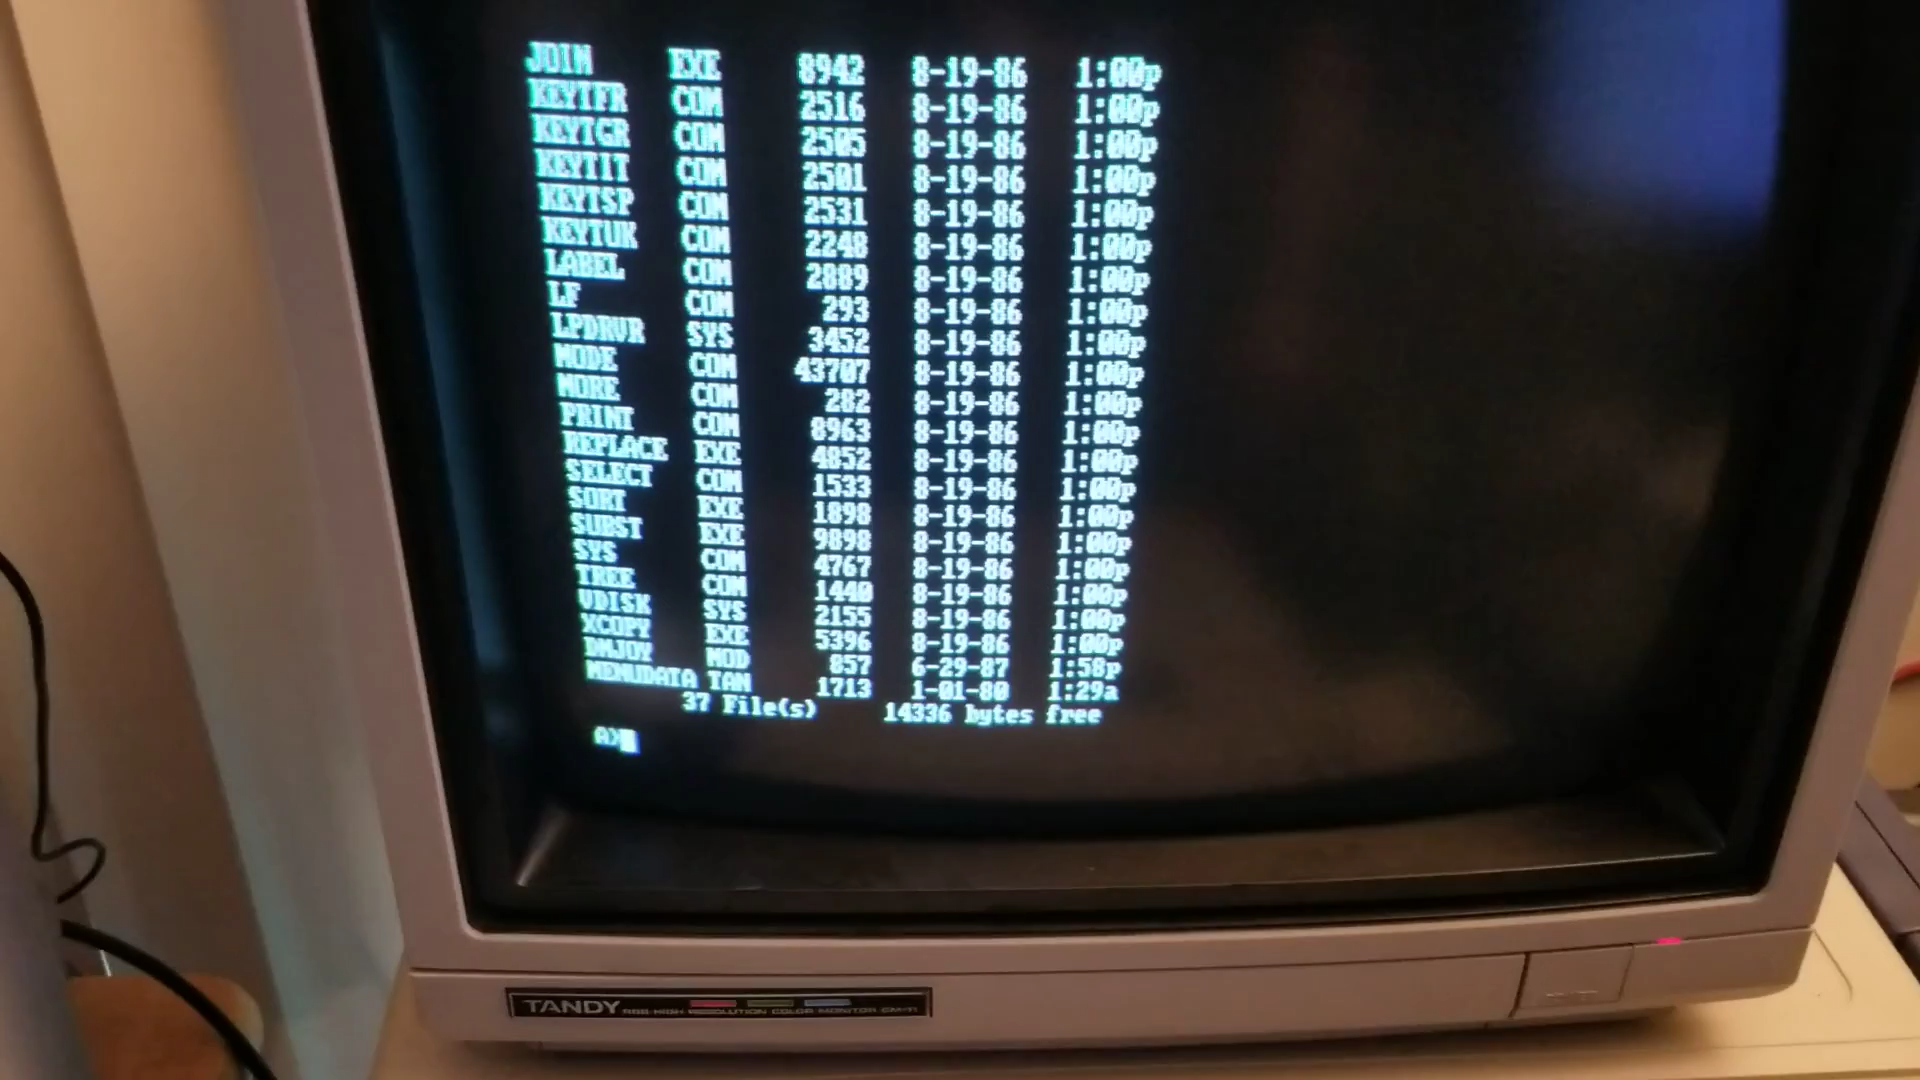 JOIN EXE 8942 8-19-86 1:00p
KEYTFR COM 2516 8-19-86 1:00p
KEYTGR COM 2505 8-19-86 1:00p
KEYTIT COM 2501 8-19-86 1:00p
KEYTSP COM 2531 8-19-86 1:00p
KEYTUK COM 2248 8-19-86 1:00p
LABEL COM 2889 8-19-86 1:00p
LF COM 293 8-19-86 1:00p
LPDRVR SYS 3452 8-19-86 1:00p
MODE COM 43707 8-19-86 1:00p
MORE COM 282 8-19-86 1:00p
PRINT COM 8963 8-19-86 1:00p
REPLACE EXE 4852 8-19-86 1:00p
SELECT COM 1533 8-19-86 1:00p
SORT EXE 1898 8-19-86 1:00p
SUBST EXE 9898 8-19-86 1:00p
SYS COM 4767 8-19-86 1:00p
TREE COM 1440 8-19-86 1:00p
VDISK SYS 2155 8-19-86 1:00p
XCOPY EXE 5396 8-19-86 1:00p
DMJOY MOD 857 6-29-87 1:58p
MENUDATA TAN 1713 1-01-80 1:29a
37 File(s) 14336 bytes free
A>
TANDY RGB HIGH RESOLUTION COLOR MONITOR CM-11